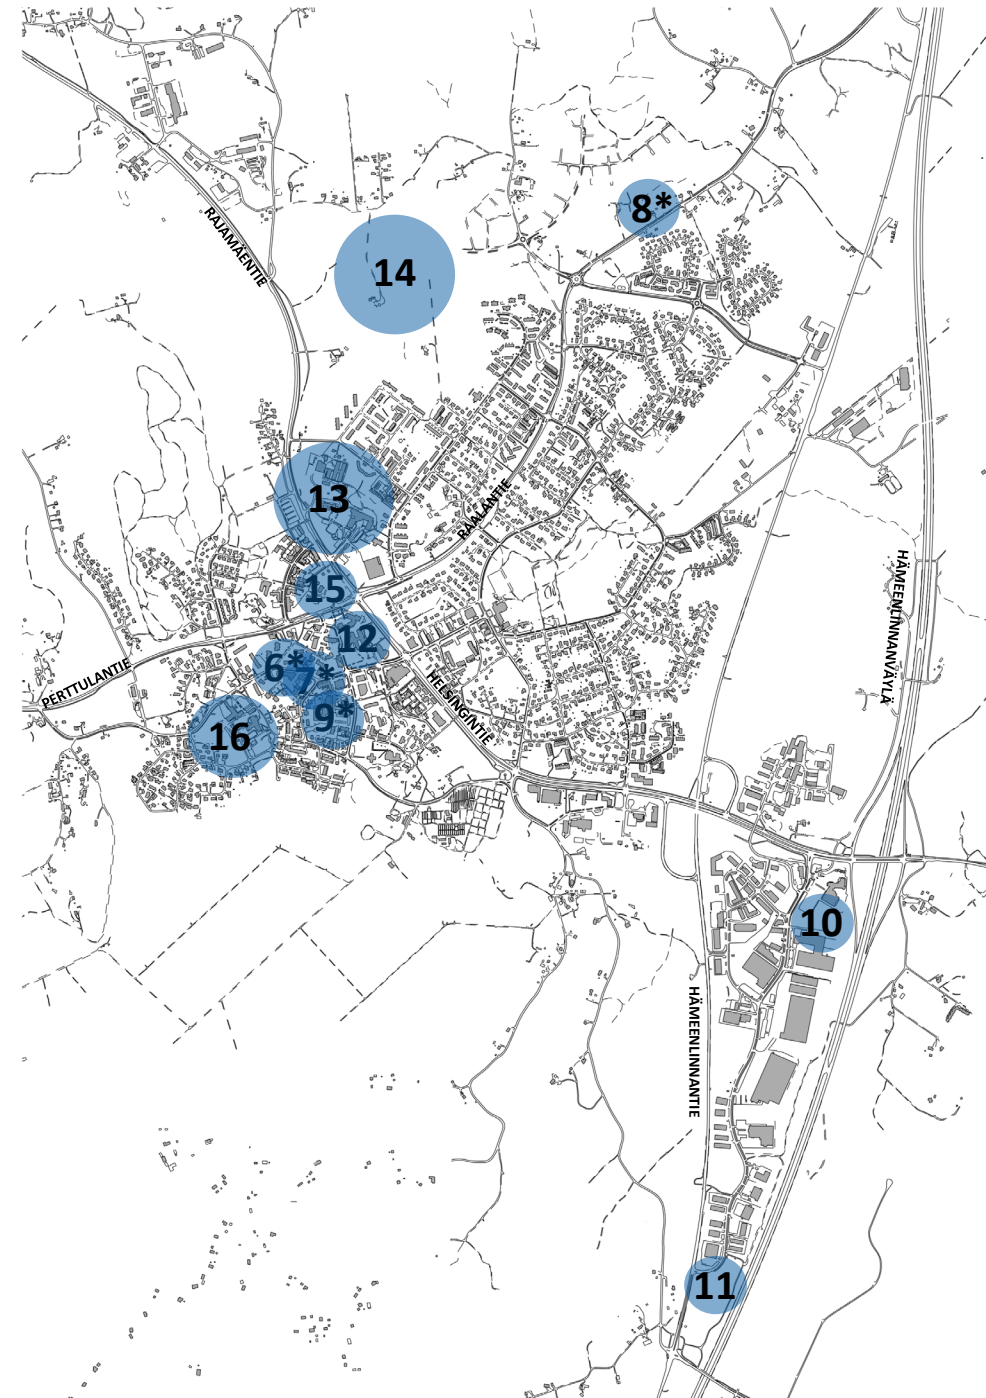 8*
RAJAMÄENTIE
14
13
RAALANTIE
15
HÄMEENLINNANVÄYLÄ
12
6*
7*
PERTTULANTIE
HELSINGINTIE
9*
16
10
HÄMEENLINNANTIE
11